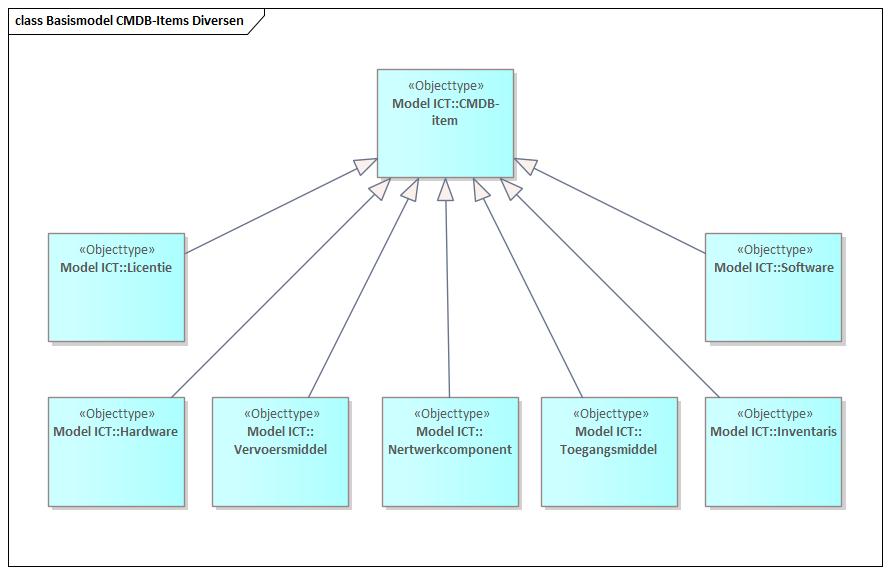 class Basismodel CMDB-Items Diversen
«Objecttype»
Model ICT::CMDB-
item
«Objecttype»
Model ICT::Licentie
«Objecttype»
Model ICT::Software
«Objecttype»
Model ICT::Hardware
«Objecttype»
Model ICT::
Vervoersmiddel
«Objecttype»
Model ICT::
Nertwerkcomponent
«Objecttype»
Model ICT::
Toegangsmiddel
«Objecttype»
Model ICT::Inventaris